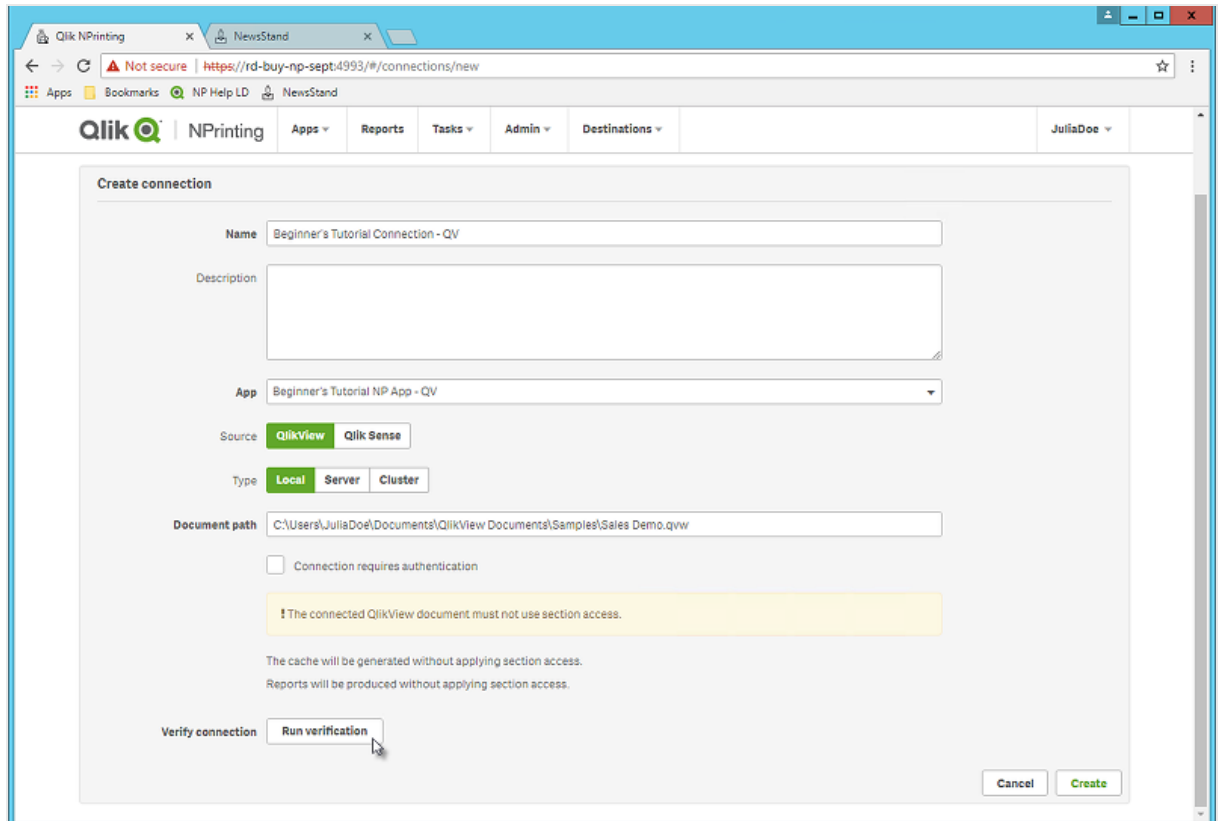 Qlik NPrinting
NewsStand
Not secure | https://rd-buy-np-sept:4993/#/connections/new
Apps Bookmarks NP Help LD NewsStand
Qlik NPrinting Apps Reports Tasks Admin Destinations JuliaDoe
Create connection
Name Beginner's Tutorial Connection - QV
Description
App Beginner's Tutorial NP App - QV
Source QlikView Qlik Sense
Type Local Server Cluster
Document path C:\Users\JuliaDoe\Documents\QlikView Documents\Samples\Sales Demo.qvw
Connection requires authentication
! The connected QlikView document must not use section access.
The cache will be generated without applying section access.
Reports will be produced without applying section access.
Verify connection Run verification
Cancel Create